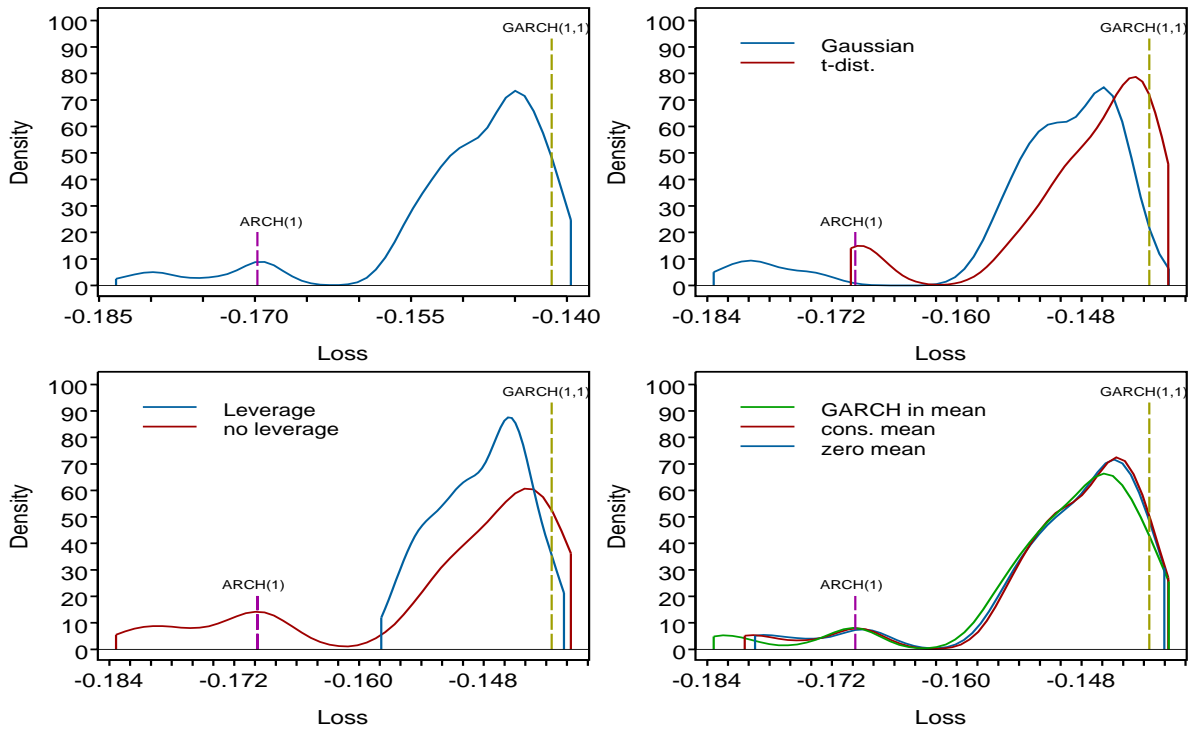 100
90
80
70
60
50
40
30
20
10
0
Density
GARCH(1,1)
ARCH(1)
-0.185 -0.170 -0.155 -0.140
Loss
100
90
80
70
60
50
40
30
20
10
0
Density
Gaussian
t-dist.
GARCH(1,1)
ARCH(1)
-0.184 -0.172 -0.160 -0.148
Loss
100
90
80
70
60
50
40
30
20
10
0
Density
Leverage
no leverage
GARCH(1,1)
ARCH(1)
-0.184 -0.172 -0.160 -0.148
Loss
100
90
80
70
60
50
40
30
20
10
0
Density
GARCH in mean
cons. mean
zero mean
GARCH(1,1)
ARCH(1)
-0.184 -0.172 -0.160 -0.148
Loss